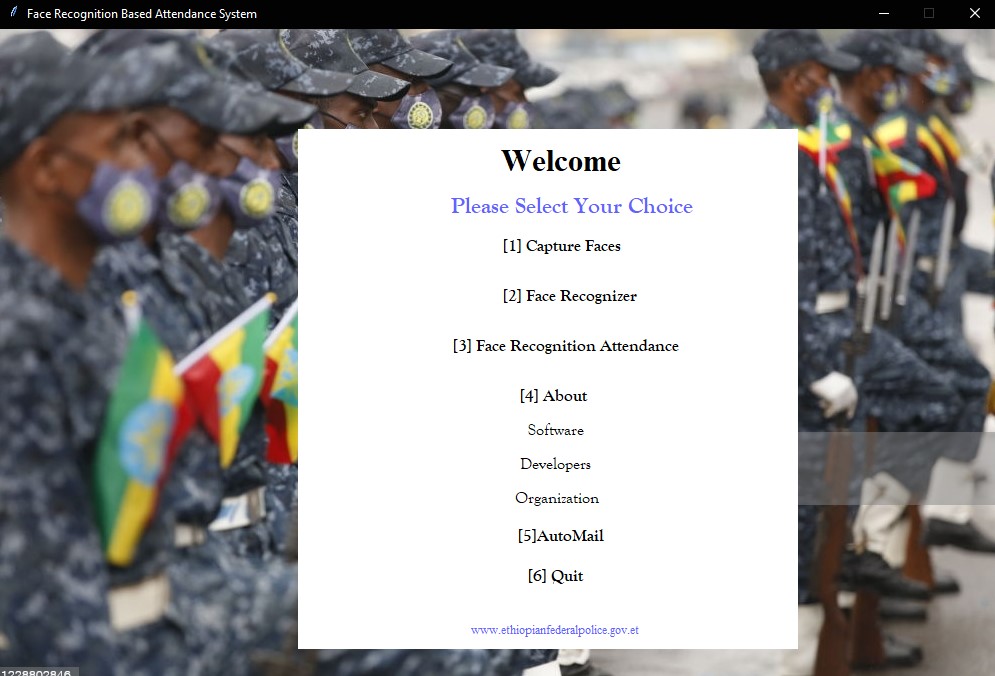 Face Recognition Based Attendance System
Welcome
Please Select Your Choice
[1] Capture Faces
[2] Face Recognizer
[3] Face Recognition Attendance
[4] About
Software
Developers
Organization
[5]AutoMail
[6] Quit
www.ethiopianfederalpolice.gov.et
1228802846